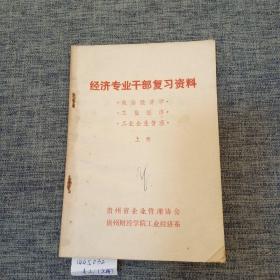 经济专业干部复习资料
·政治经济学·
·工业经济·
·工业企业管理·
上册
贵州省企业管理协会
贵州财经学院工业经济系